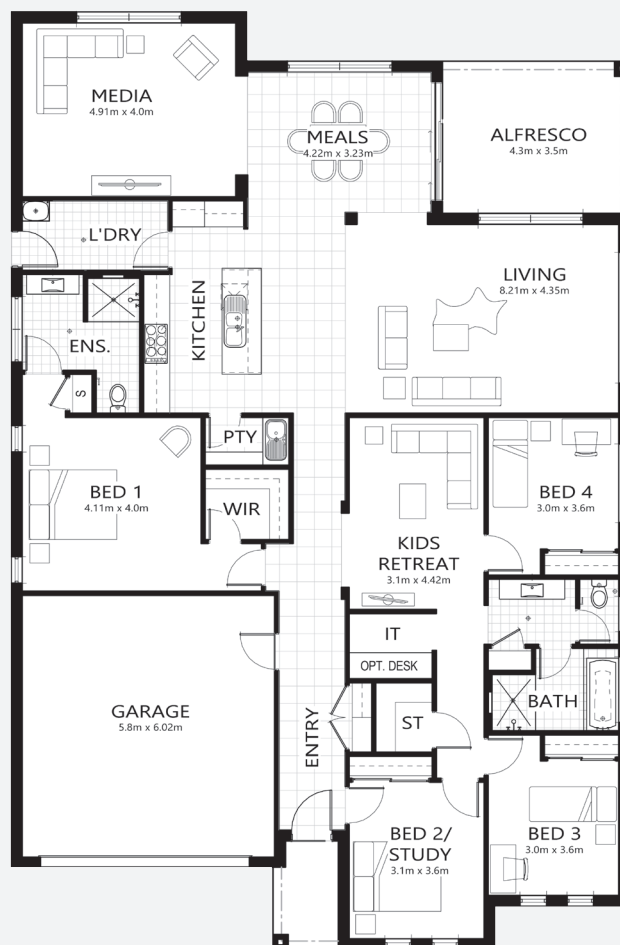 MEDIA
4.91m x 4.0m
MEALS
4.22m x 3.23m
ALFRESCO
4.3m x 3.5m
L'DRY
LIVING
8.21m x 4.35m
KITCHEN
ENS.
S
PTY
BED 1
4.11m x 4.0m
WIR
BED 4
3.0m x 3.6m
KIDS
RETREAT
3.1m x 4.42m
IT
OPT. DESK
GARAGE
5.8m x 6.02m
BATH
ST
ENTRY
BED 2/
STUDY
3.1m x 3.6m
BED 3
3.0m x 3.6m